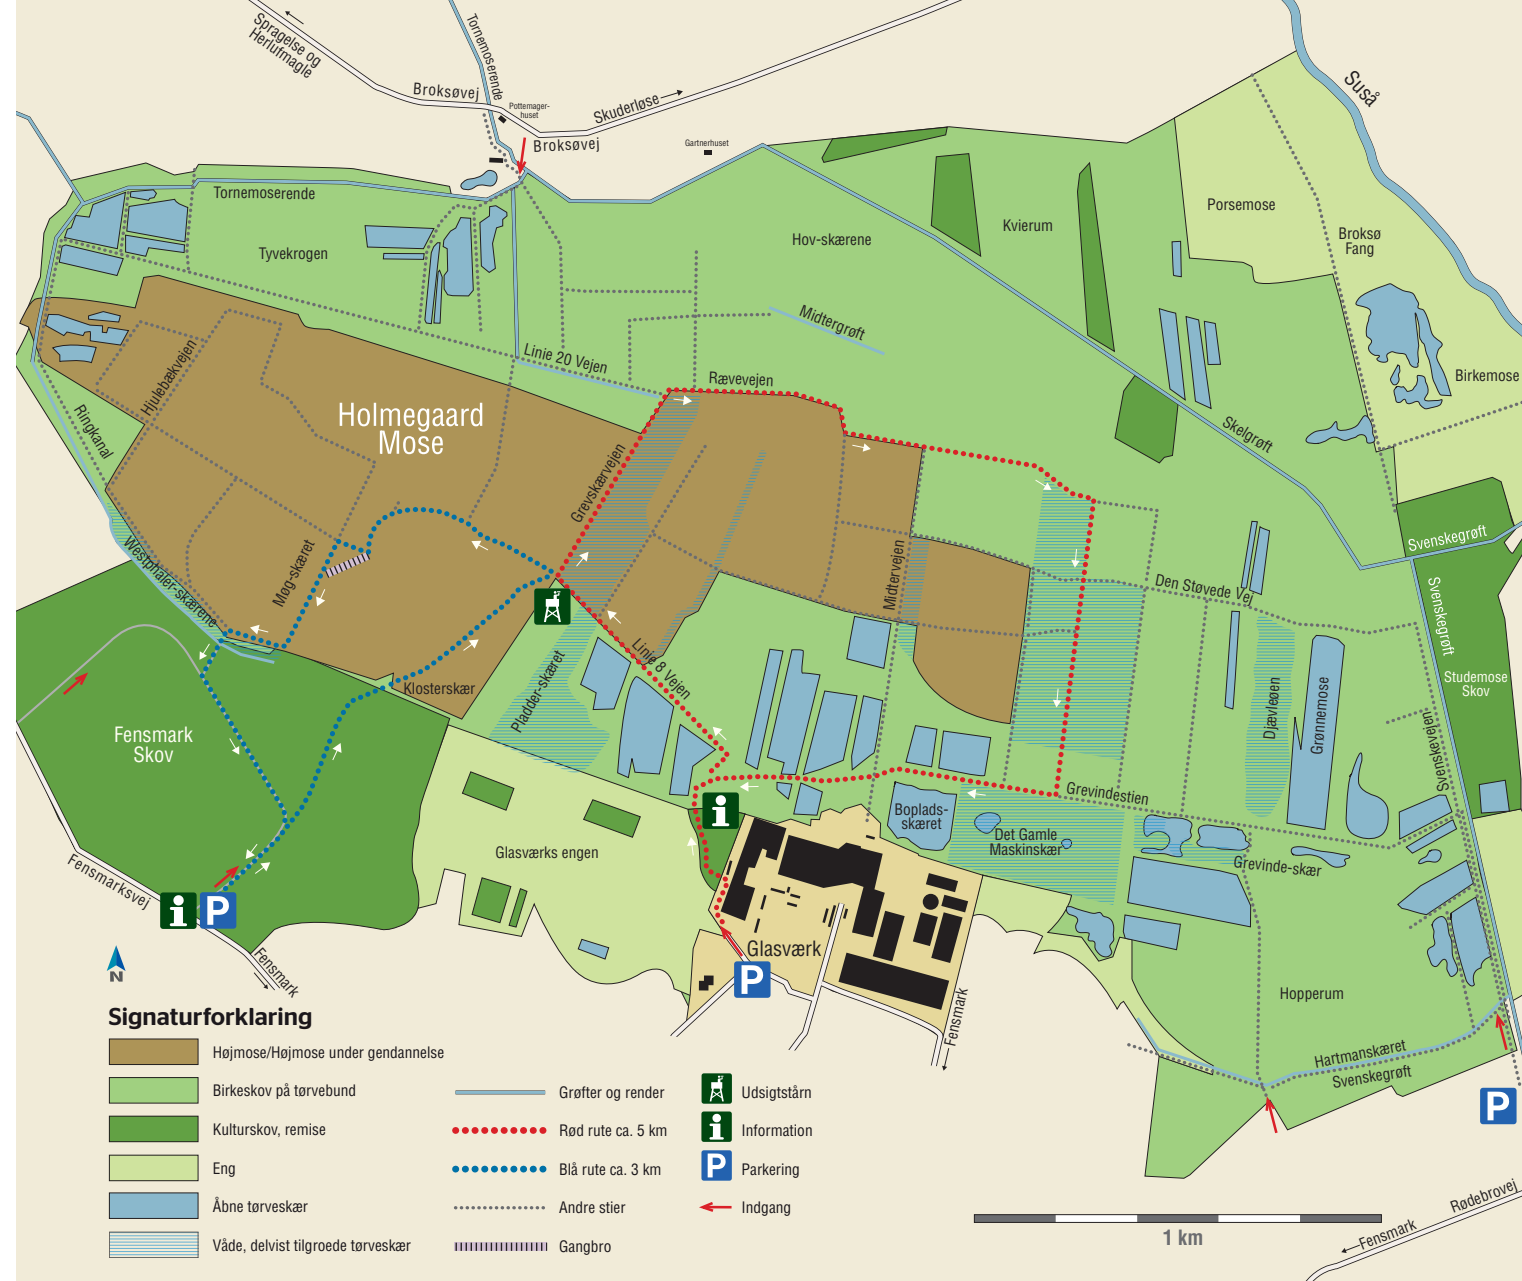 Spragelse og
Herlufmagle
Tornemoserende
Broksøvej
Pottemager-
huset
Skuderløse
Broksøvej
Gartnerhuset
Suså
Tornemoserende
Tyvekrogen
Hov-skærene
Kvierum
Porsemose
Broksø
Fang
Midtergrøft
Linie 20 Vejen
Rævevejen
Birkemose
Hjulebækvejen
Ringkanal
Holmegaard
Mose
Skelgrøft
Grevskærvejen
Svenskegrøft
Westphaler-skærene
Møg-skæret
Midtervejen
Den Støvede Vej
Svenskegrøft
Linie 8 Vejen
Klosterskær
Pladder-skæret
Studemose
Skov
Djævleøen
Grønnemose
Svenskevejen
Fensmark
Skov
Grevindestien
Boplads-
skæret
Det Gamle
Maskinskær
Glasværks engen
Grevinde-skær
Fensmarksvej
i P
Fensmark
N
i
Glasværk
P
Fensmark
Hopperum
Hartmanskæret
Svenskegrøft
P
Rødebrovej
Fensmark
1 km
Signaturforklaring
Højmose/Højmose under gendannelse
Birkeskov på tørvebund
Kulturskov, remise
Eng
Åbne tørveskær
Våde, delvist tilgroede tørveskær
Grøfter og render
Rød rute ca. 5 km
Blå rute ca. 3 km
Andre stier
Gangbro
Udsigtstårn
i Information
P Parkering
Indgang